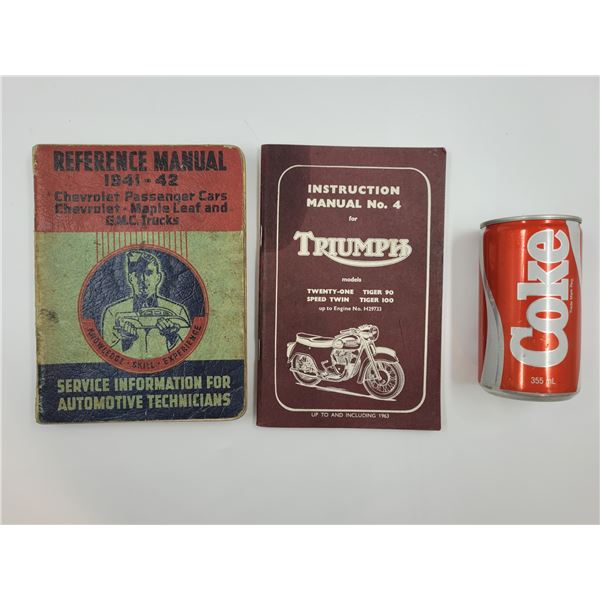 REFERENCE MANUAL
1941-42
Chevrolet Passenger Cars
Chevrolet - Maple Leaf and
G.M.C. Trucks
KNOWLEDGE · SKILL · EXPERIENCE
SERVICE INFORMATION FOR
AUTOMOTIVE TECHNICIANS
INSTRUCTION
MANUAL No. 4
for
TRIUMPH
models
TWENTY-ONE TIGER 90
SPEED TWIN TIGER 100
up to Engine No. H29733
UP TO AND INCLUDING 1963
Coke
355 mL